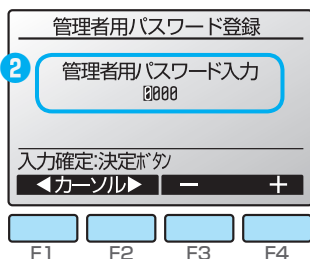 管理者用パスワード登録
2
管理者用パスワード入力
0000
入力確定:決定ボタン
◀カーソル▶ － ＋
F1 F2 F3 F4